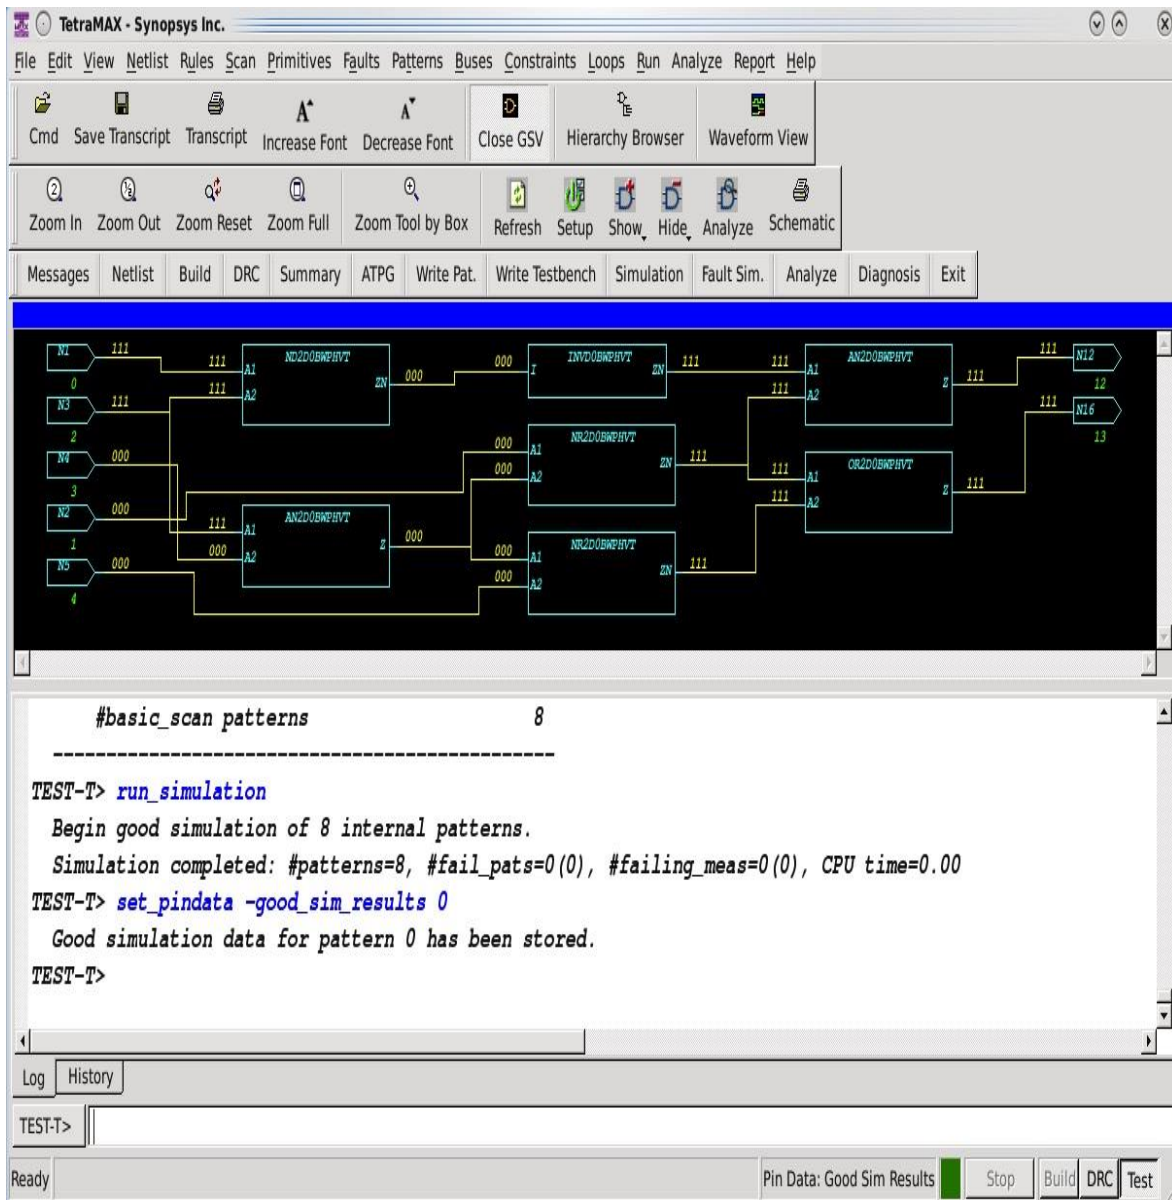 TetraMAX - Synopsys Inc.
File Edit View Netlist Rules Scan Primitives Faults Patterns Buses Constraints Loops Run Analyze Report Help
Cmd Save Transcript Transcript Increase Font Decrease Font Close GSV Hierarchy Browser Waveform View
Zoom In Zoom Out Zoom Reset Zoom Full Zoom Tool by Box Refresh Setup Show Hide Analyze Schematic
Messages Netlist Build DRC Summary ATPG Write Pat. Write Testbench Simulation Fault Sim. Analyze Diagnosis Exit
N1 111 111 A1 ND2D0BWPHVT ZN 000 000 I INVD0BWPHVT ZN 111 111 A1 AN2D0BWPHVT Z 111 111 N12
0 111 A2 111 A2 12
N3 111 111 N16
2 000 A1 NR2D0BWPHVT 13
N4 000 000 A2 ZN 111 111 A1 OR2D0BWPHVT Z 111
3 111 A2
N2 000 111 A1 AN2D0BWPHVT Z 000
1 000 A2 000 A1 NR2D0BWPHVT ZN 111
N5 000 000 A2
4
#basic_scan patterns 8
-----------------------------------------------
TEST-T> run_simulation
Begin good simulation of 8 internal patterns.
Simulation completed: #patterns=8, #fail_pats=0(0), #failing_meas=0(0), CPU time=0.00
TEST-T> set_pindata -good_sim_results 0
Good simulation data for pattern 0 has been stored.
TEST-T>
Log History
TEST-T>
Ready Pin Data: Good Sim Results Stop Build DRC Test